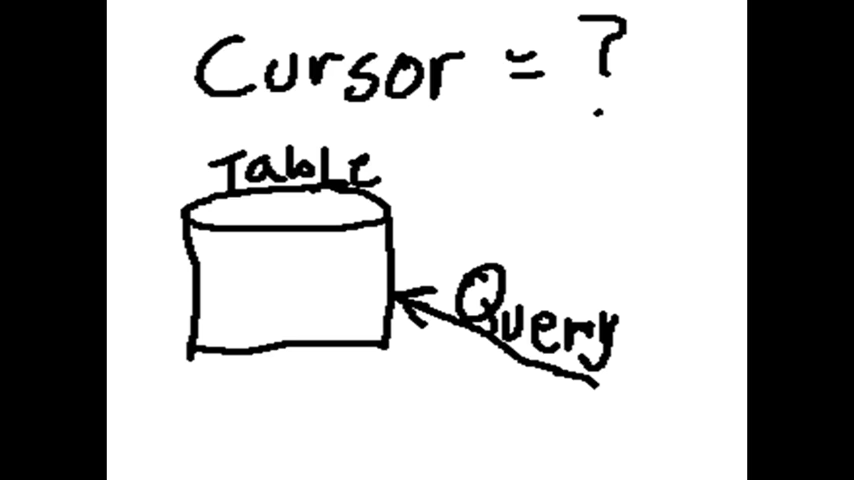 Cursor = ?
Table
Query